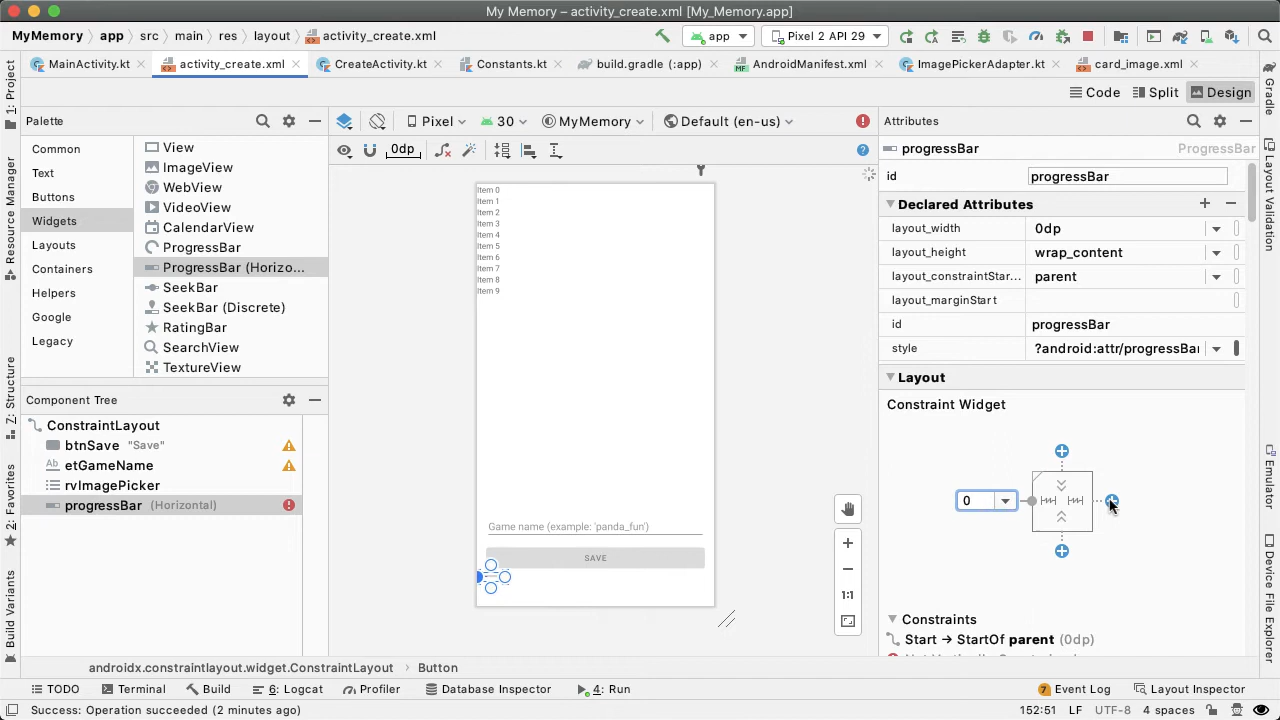 My Memory – activity_create.xml [My_Memory.app]
MyMemory app src main res layout activity_create.xml app Pixel 2 API 29
MainActivity.kt activity_create.xml CreateActivity.kt Constants.kt build.gradle (:app) AndroidManifest.xml ImagePickerAdapter.kt card_image.xml
Code Split Design
1: Project
Resource Manager
Z: Structure
2: Favorites
Build Variants
Palette
Common
Text
Buttons
Widgets
Layouts
Containers
Helpers
Google
Legacy
View
ImageView
WebView
VideoView
CalendarView
ProgressBar
ProgressBar (Horizo...
SeekBar
SeekBar (Discrete)
RatingBar
SearchView
TextureView
Component Tree
ConstraintLayout
btnSave "Save"
Ab etGameName
rvImagePicker
progressBar (Horizontal)
Pixel 30 MyMemory Default (en-us)
0dp
Item 0
Item 1
Item 2
Item 3
Item 4
Item 5
Item 6
Item 7
Item 8
Item 9
Game name (example: 'panda_fun')
SAVE
1:1
Attributes
progressBar ProgressBar
id progressBar
Declared Attributes
layout_width 0dp
layout_height wrap_content
layout_constraintStar... parent
layout_marginStart
id progressBar
style ?android:attr/progressBar
Layout
Constraint Widget
0
Constraints
Start → StartOf parent (0dp)
Gradle
Layout Validation
Emulator
Device File Explorer
androidx.constraintlayout.widget.ConstraintLayout Button
TODO Terminal Build 6: Logcat Profiler Database Inspector 4: Run 7 Event Log Layout Inspector
Success: Operation succeeded (2 minutes ago) 152:51 LF UTF-8 4 spaces